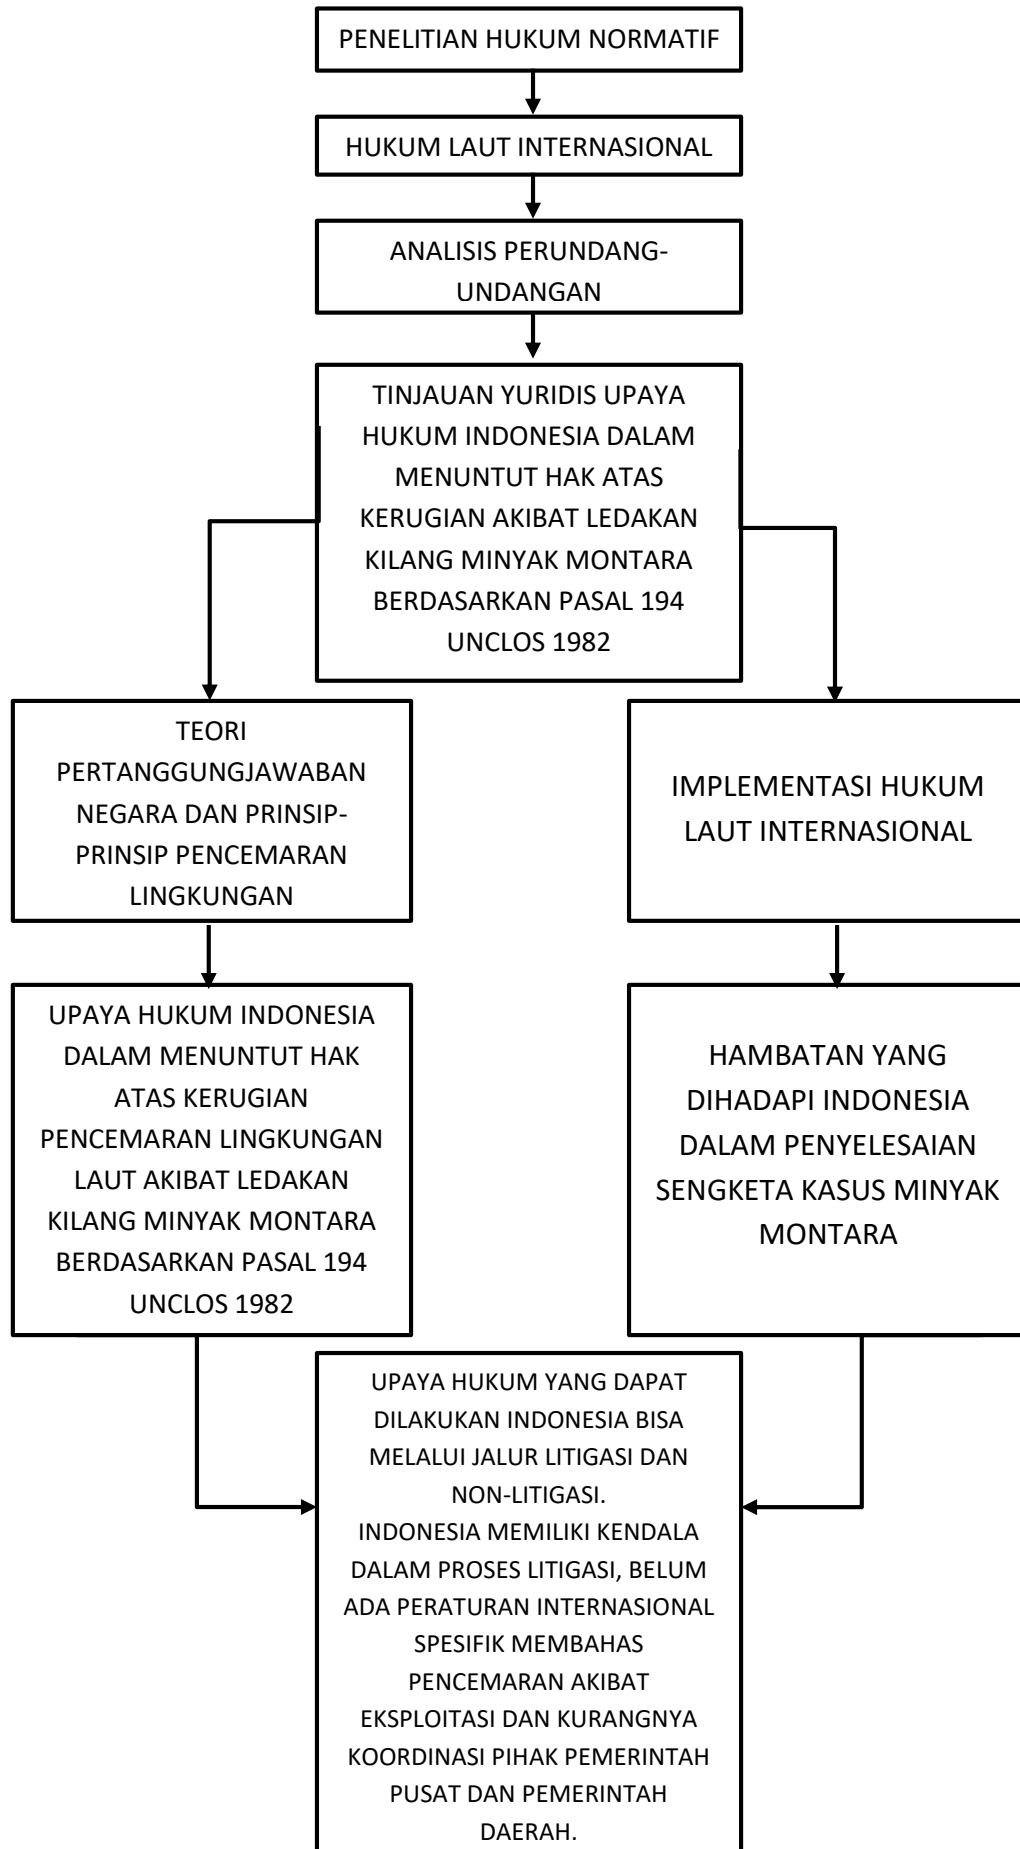 PENELITIAN HUKUM NORMATIF
HUKUM LAUT INTERNASIONAL
ANALISIS PERUNDANG-
UNDANGAN
TINJAUAN YURIDIS UPAYA
HUKUM INDONESIA DALAM
MENUNTUT HAK ATAS
KERUGIAN AKIBAT LEDAKAN
KILANG MINYAK MONTARA
BERDASARKAN PASAL 194
UNCLOS 1982
TEORI
PERTANGGUNGJAWABAN
NEGARA DAN PRINSIP-
PRINSIP PENCEMARAN
LINGKUNGAN
IMPLEMENTASI HUKUM
LAUT INTERNASIONAL
UPAYA HUKUM INDONESIA
DALAM MENUNTUT HAK
ATAS KERUGIAN
PENCEMARAN LINGKUNGAN
LAUT AKIBAT LEDAKAN
KILANG MINYAK MONTARA
BERDASARKAN PASAL 194
UNCLOS 1982
HAMBATAN YANG
DIHADAPI INDONESIA
DALAM PENYELESAIAN
SENGKETA KASUS MINYAK
MONTARA
UPAYA HUKUM YANG DAPAT
DILAKUKAN INDONESIA BISA
MELALUI JALUR LITIGASI DAN
NON-LITIGASI.
INDONESIA MEMILIKI KENDALA
DALAM PROSES LITIGASI, BELUM
ADA PERATURAN INTERNASIONAL
SPESIFIK MEMBAHAS
PENCEMARAN AKIBAT
EKSPLOITASI DAN KURANGNYA
KOORDINASI PIHAK PEMERINTAH
PUSAT DAN PEMERINTAH
DAERAH.